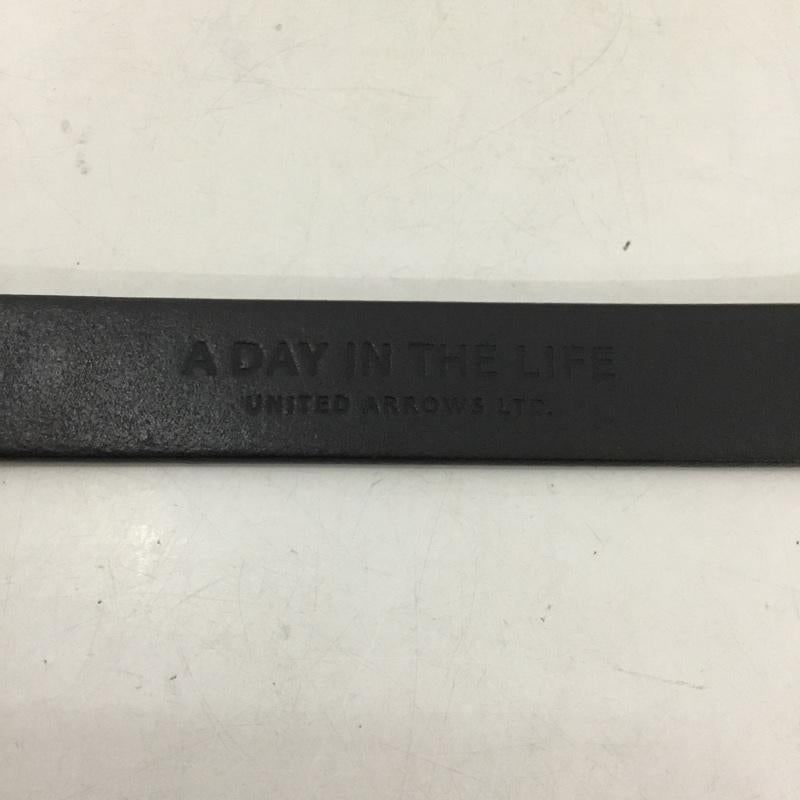 A DAY IN THE LIFE
UNITED ARROWS LTD.